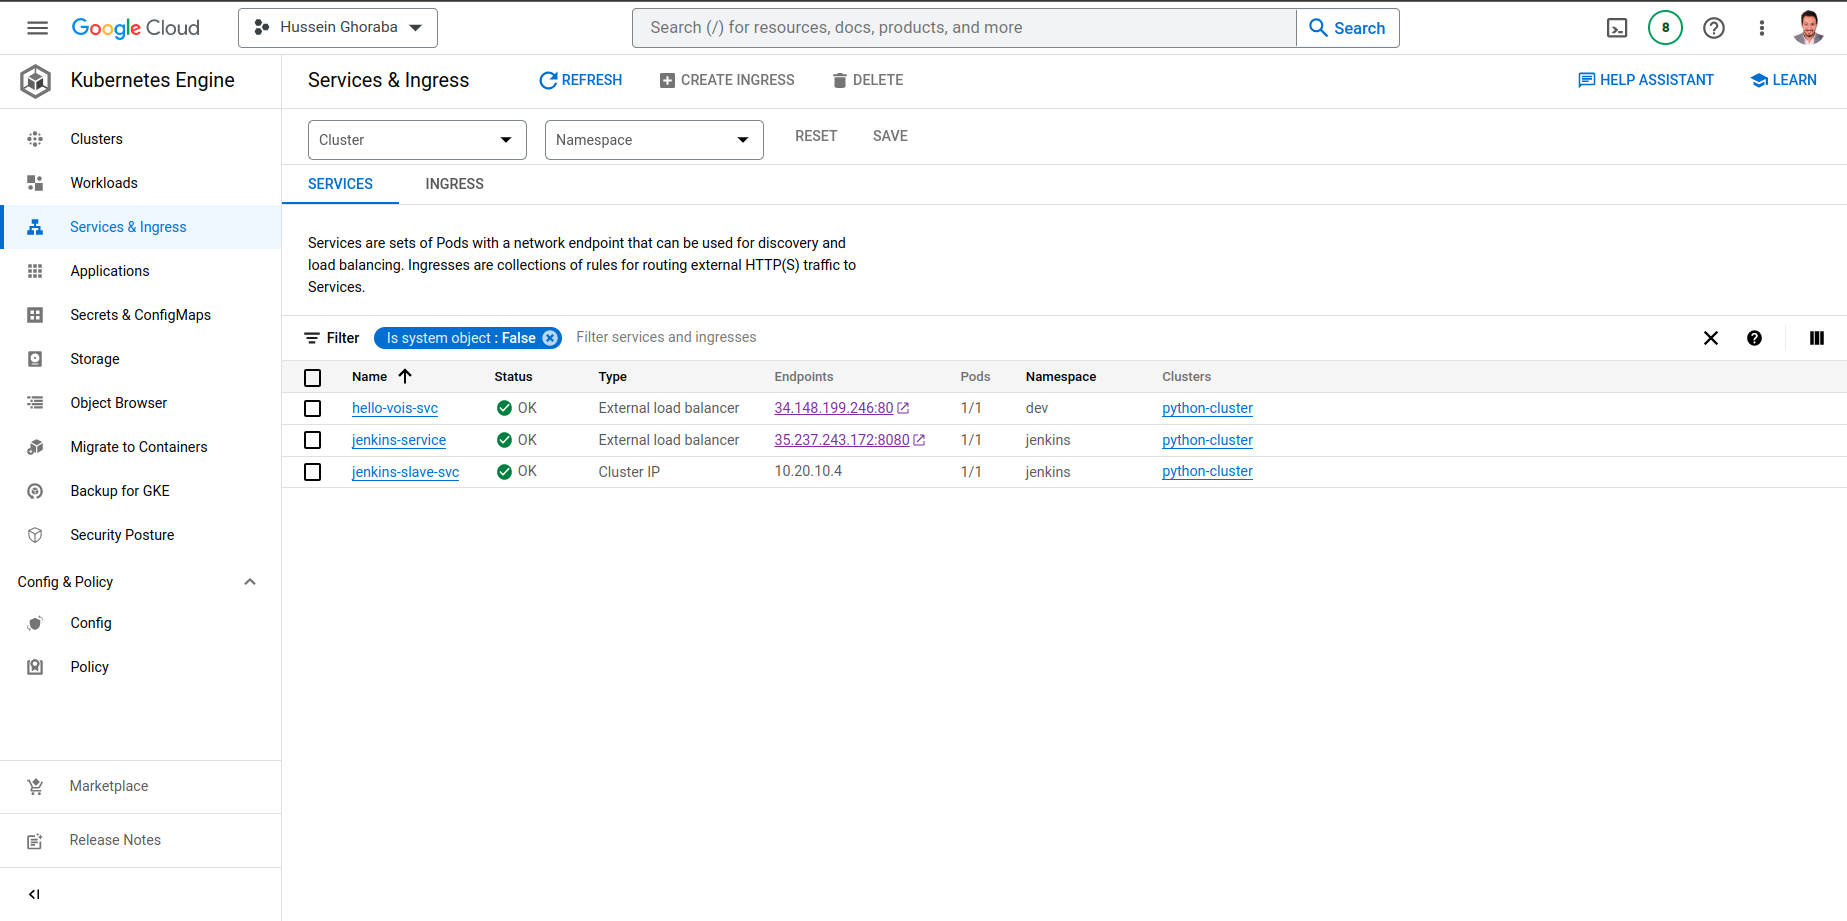 Google Cloud
Hussein Ghoraba
Search (/) for resources, docs, products, and more
Search
8
Kubernetes Engine
Services & Ingress
REFRESH
CREATE INGRESS
DELETE
HELP ASSISTANT
LEARN
Clusters
Workloads
Services & Ingress
Applications
Secrets & ConfigMaps
Storage
Object Browser
Migrate to Containers
Backup for GKE
Security Posture
Config & Policy
Config
Policy
Marketplace
Release Notes
Cluster
Namespace
RESET
SAVE
SERVICES
INGRESS
Services are sets of Pods with a network endpoint that can be used for discovery and
load balancing. Ingresses are collections of rules for routing external HTTP(S) traffic to
Services.
Filter
Is system object : False
Filter services and ingresses
Name Status Type Endpoints Pods Namespace Clusters
hello-vois-svc OK External load balancer 34.148.199.246:80 1/1 dev python-cluster
jenkins-service OK External load balancer 35.237.243.172:8080 1/1 jenkins python-cluster
jenkins-slave-svc OK Cluster IP 10.20.10.4 1/1 jenkins python-cluster